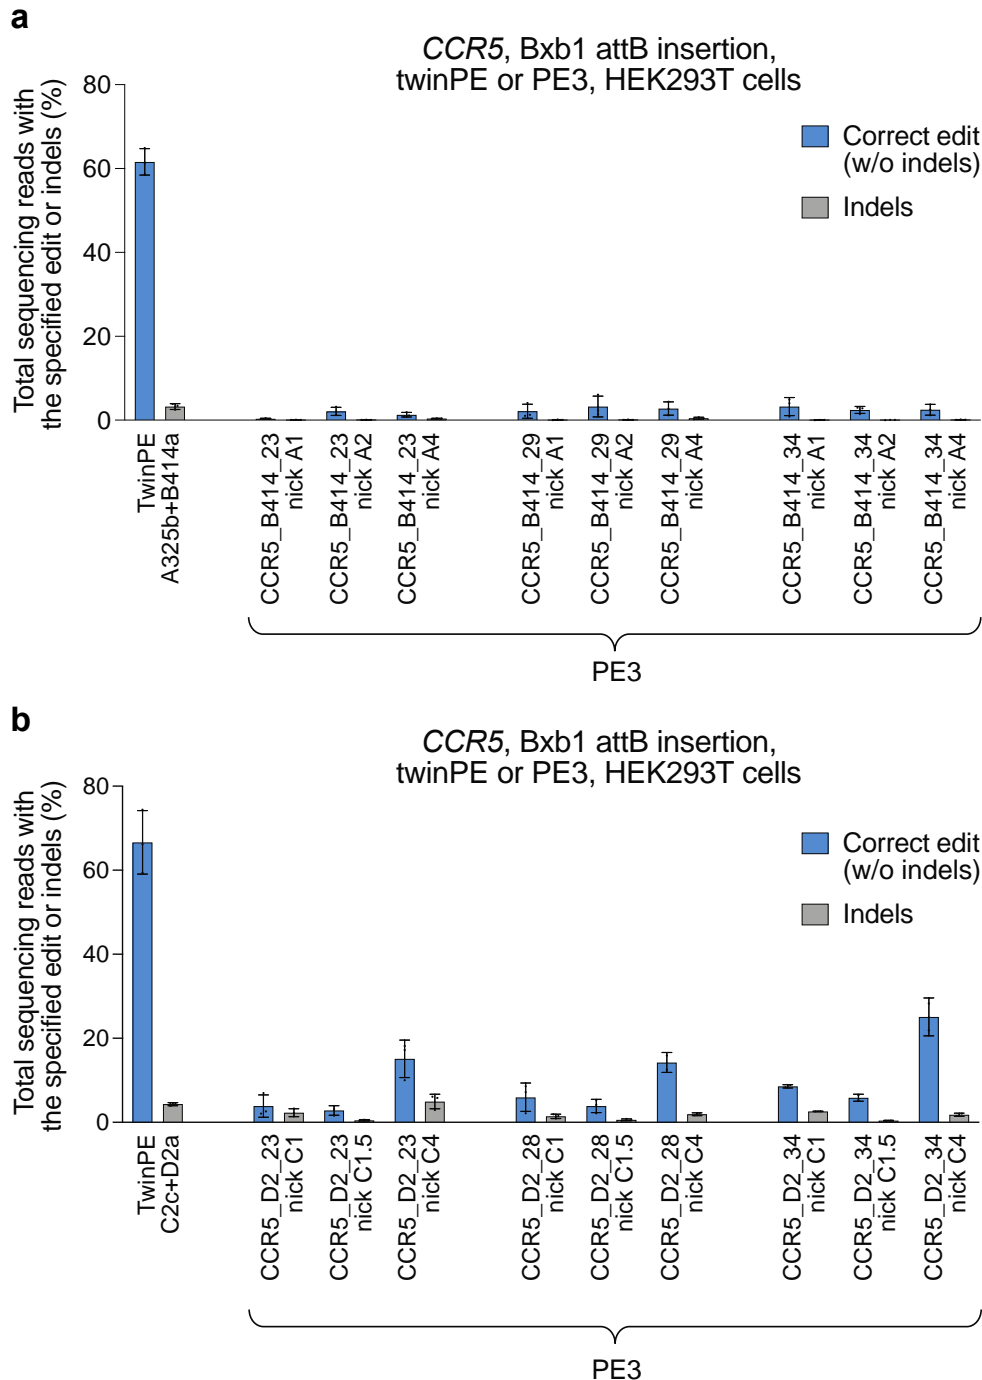 a
CCR5, Bxb1 attB insertion,
twinPE or PE3, HEK293T cells
Total sequencing reads with
the specified edit or indels (%)
80
60
40
20
0
Correct edit
(w/o indels)
Indels
TwinPE
A325b+B414a
CCR5_B414_23
nick A1
CCR5_B414_23
nick A2
CCR5_B414_23
nick A4
CCR5_B414_29
nick A1
CCR5_B414_29
nick A2
CCR5_B414_29
nick A4
CCR5_B414_34
nick A1
CCR5_B414_34
nick A2
CCR5_B414_34
nick A4
PE3
b
CCR5, Bxb1 attB insertion,
twinPE or PE3, HEK293T cells
Total sequencing reads with
the specified edit or indels (%)
80
60
40
20
0
Correct edit
(w/o indels)
Indels
TwinPE
C2c+D2a
CCR5_D2_23
nick C1
CCR5_D2_23
nick C1.5
CCR5_D2_23
nick C4
CCR5_D2_28
nick C1
CCR5_D2_28
nick C1.5
CCR5_D2_28
nick C4
CCR5_D2_34
nick C1
CCR5_D2_34
nick C1.5
CCR5_D2_34
nick C4
PE3